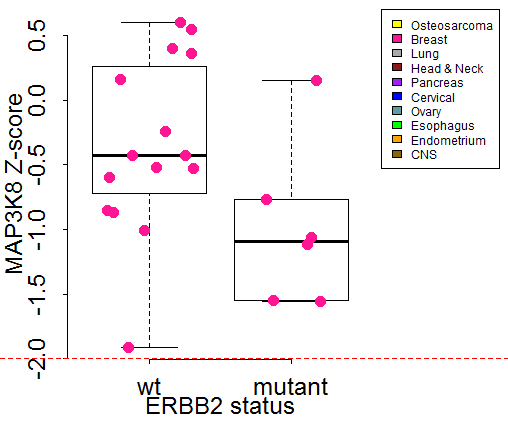 0.5
0.0
-0.5
-1.0
-1.5
-2.0
MAP3K8 Z-score
wt mutant
ERBB2 status
Osteosarcoma
Breast
Lung
Head & Neck
Pancreas
Cervical
Ovary
Esophagus
Endometrium
CNS